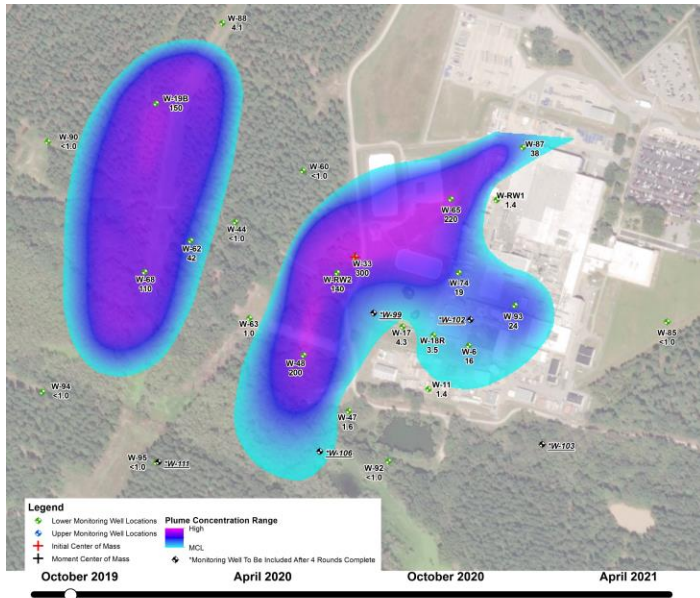 W-88
4.1
W-19B
150
W-90
<1.0
W-87
38
W-60
<1.0
W-65
220
W-RW1
1.4
W-44
<1.0
W-62
42
W-33
300
W-68
110
W-RW2
140
W-74
19
W-93
24
*W-99
*W-102
W-63
1.0
W-17
4.3
W-18R
3.5
W-6
16
W-85
<1.0
W-48
200
W-94
<1.0
W-11
1.4
W-47
1.6
*W-103
*W-106
W-95
<1.0
*W-111
W-92
<1.0
Legend
Lower Monitoring Well Locations
Upper Monitoring Well Locations
Initial Center of Mass
Moment Center of Mass
Plume Concentration Range
High
MCL
*Monitoring Well To Be Included After 4 Rounds Complete
October 2019 April 2020 October 2020 April 2021